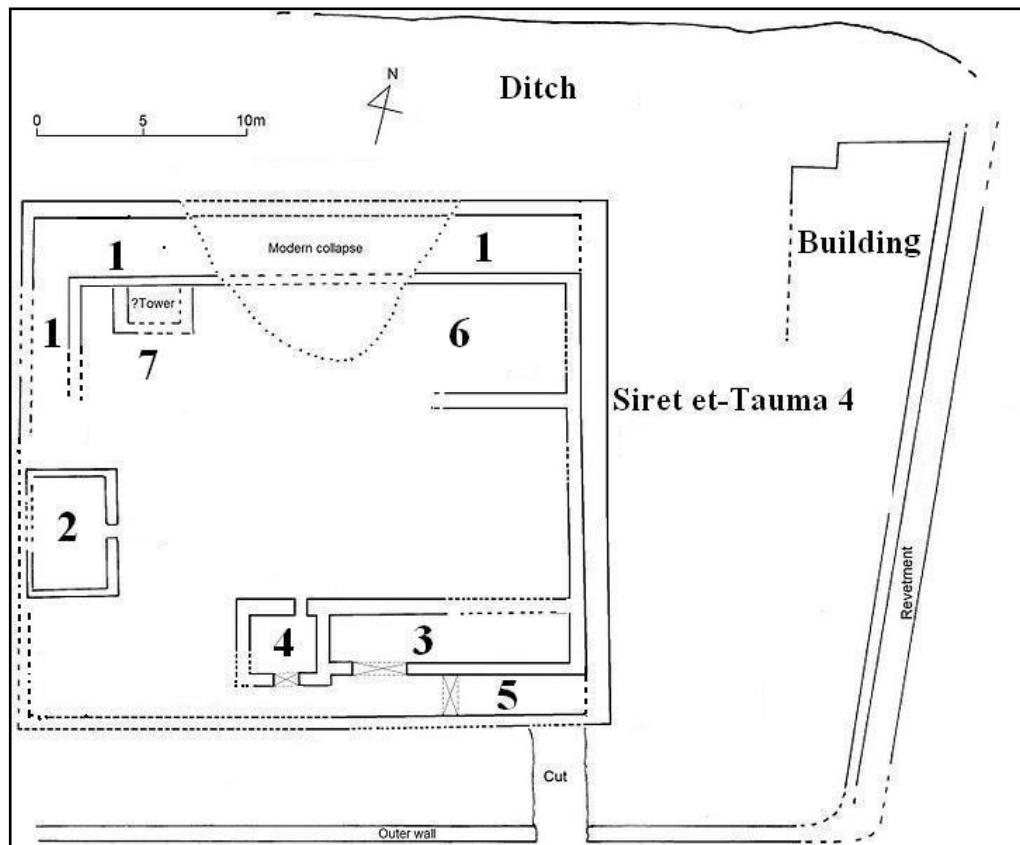 N
Ditch
0 5 10m
Building
1 Modern collapse 1
?Tower
1
7
6
Siret et-Tauma 4
2
4 3
5
Revetment
Cut
Outer wall